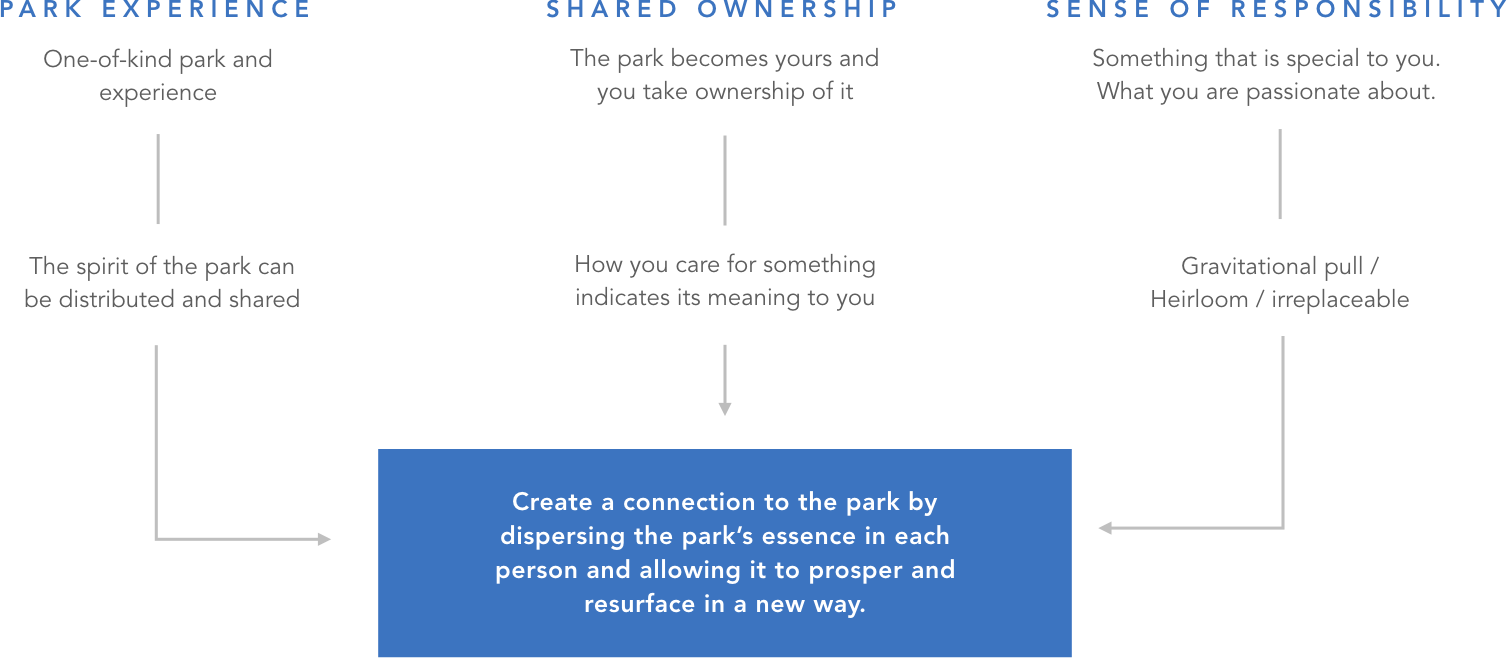 PARK EXPERIENCE
One-of-kind park and
experience
The spirit of the park can
be distributed and shared
SHARED OWNERSHIP
The park becomes yours and
you take ownership of it
How you care for something
indicates its meaning to you
SENSE OF RESPONSIBILITY
Something that is special to you.
What you are passionate about.
Gravitational pull /
Heirloom / irreplaceable
Create a connection to the park by
dispersing the park’s essence in each
person and allowing it to prosper and
resurface in a new way.